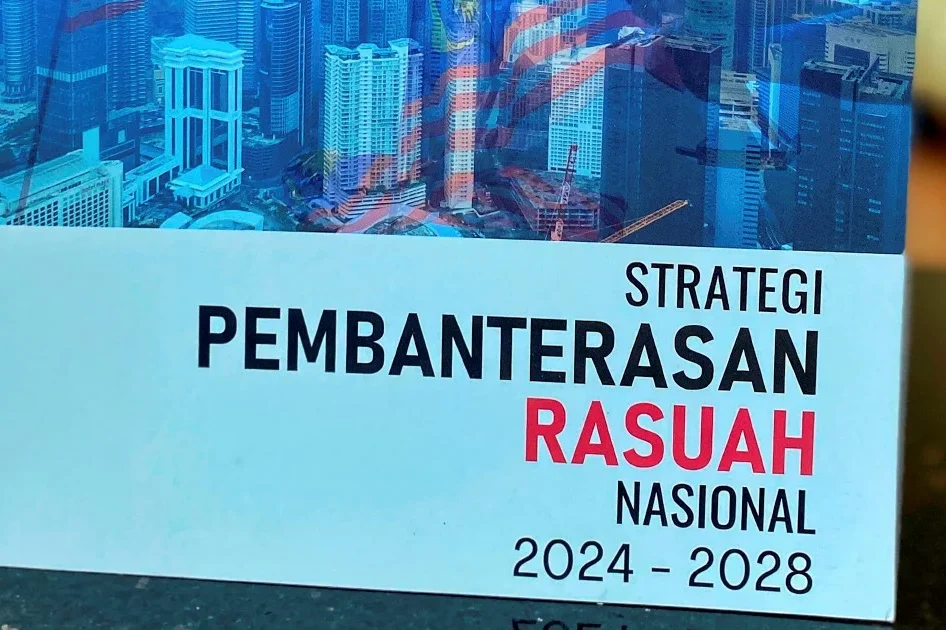 STRATEGI
PEMBANTERASAN
RASUAH
NASIONAL
2024 - 2028